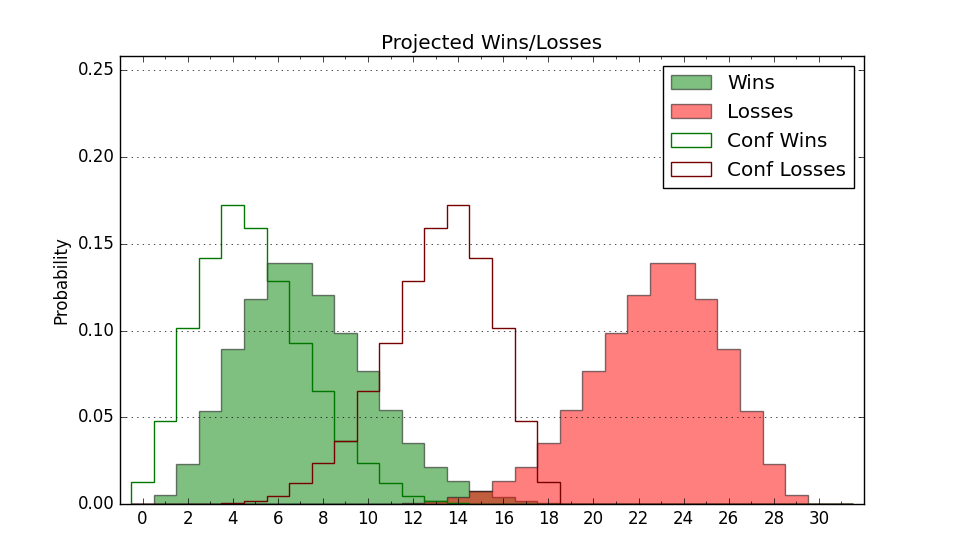 Projected Wins/Losses
Probability
0.25
0.20
0.15
0.10
0.05
0.00
0 2 4 6 8 10 12 14 16 18 20 22 24 26 28 30
Wins
Losses
Conf Wins
Conf Losses